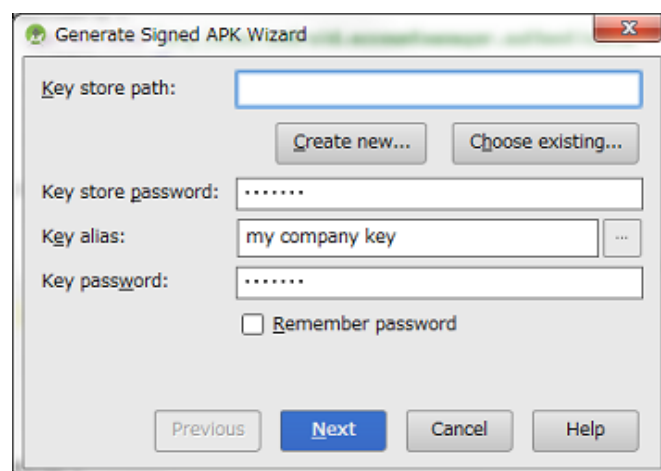 Generate Signed APK Wizard
Key store path:
Create new... Choose existing...
Key store password: •••••••
Key alias: my company key ...
Key password: •••••••
Remember password
Previous Next Cancel Help